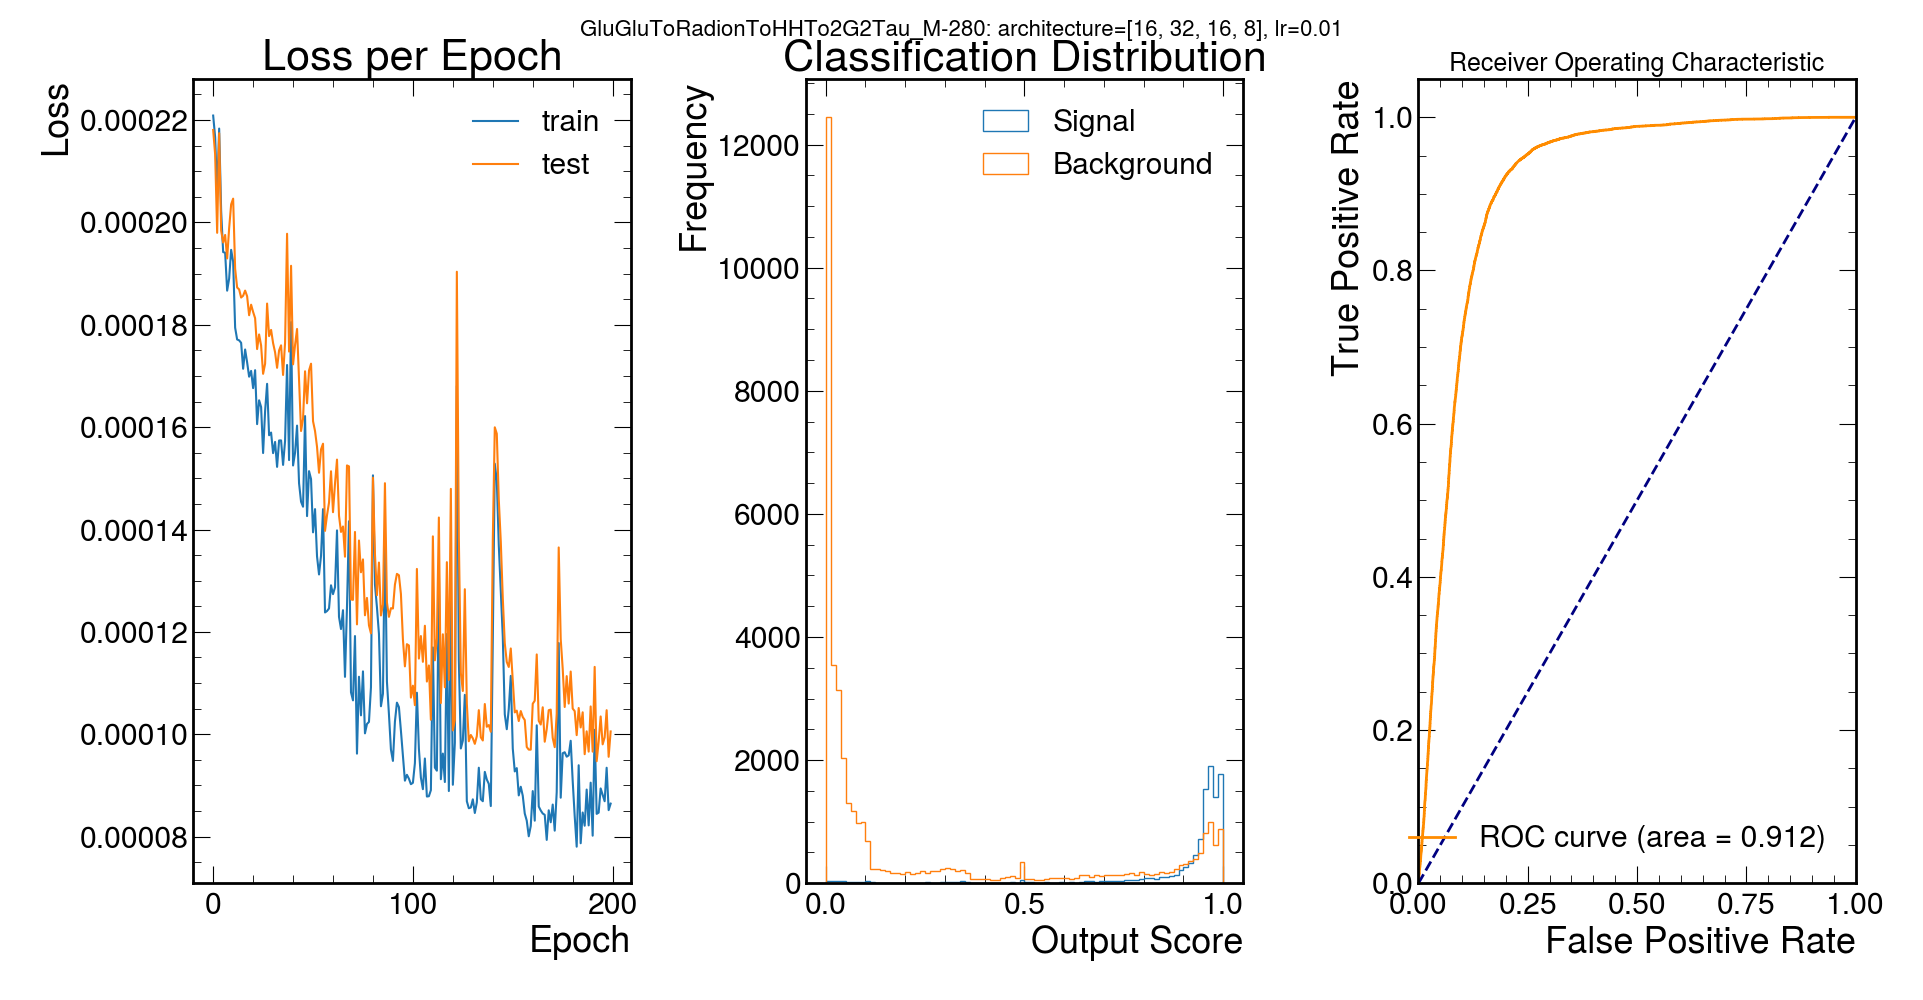 GluGluToRadionToHHTo2G2Tau_M-280: architecture=[16, 32, 16, 8], lr=0.01
Loss per Epoch
Loss
0.00022
0.00020
0.00018
0.00016
0.00014
0.00012
0.00010
0.00008
train
test
0
100
200
Epoch
Classification Distribution
Frequency
12000
10000
8000
6000
4000
2000
0
Signal
Background
0.0
0.5
1.0
Output Score
Receiver Operating Characteristic
True Positive Rate
1.0
0.8
0.6
0.4
0.2
0.0
ROC curve (area = 0.912)
0.00
0.25
0.50
0.75
1.00
False Positive Rate